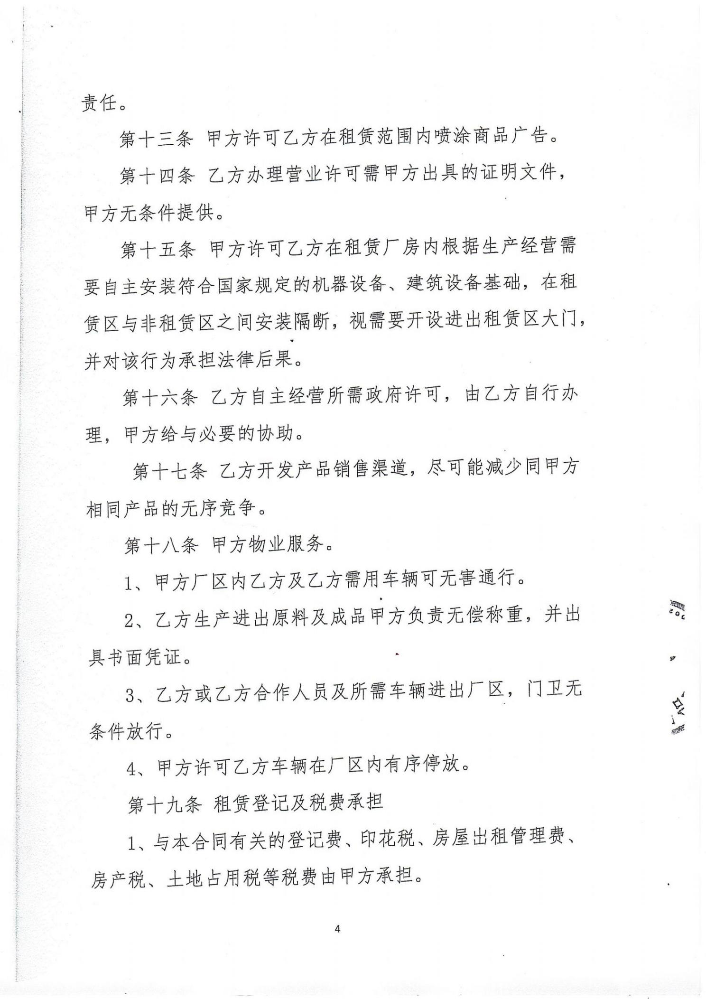 责任。
第十三条 甲方许可乙方在租赁范围内喷涂商品广告。
第十四条 乙方办理营业许可需甲方出具的证明文件，
甲方无条件提供。
第十五条 甲方许可乙方在租赁厂房内根据生产经营需
要自主安装符合国家规定的机器设备、建筑设备基础，在租
赁区与非租赁区之间安装隔断，视需要开设进出租赁区大门，
并对该行为承担法律后果。
第十六条 乙方自主经营所需政府许可，由乙方自行办
理，甲方给与必要的协助。
第十七条 乙方开发产品销售渠道，尽可能减少同甲方
相同产品的无序竞争。
第十八条 甲方物业服务。
1、甲方厂区内乙方及乙方需用车辆可无害通行。
2、乙方生产进出原料及成品甲方负责无偿称重，并出
具书面凭证。
3、乙方或乙方合作人员及所需车辆进出厂区，门卫无
条件放行。
4、甲方许可乙方车辆在厂区内有序停放。
第十九条 租赁登记及税费承担
1、与本合同有关的登记费、印花税、房屋出租管理费、
房产税、土地占用税等税费由甲方承担。
4